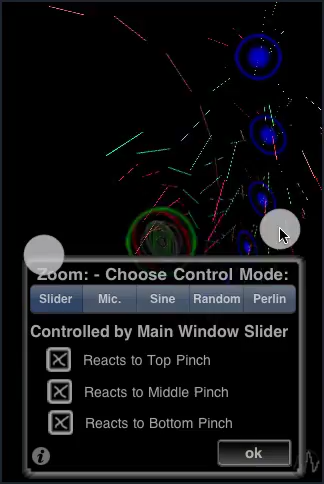 Zoom: - Choose Control Mode:
Slider Mic. Sine Random Perlin
Controlled by Main Window Slider
Reacts to Top Pinch
Reacts to Middle Pinch
Reacts to Bottom Pinch
i ok